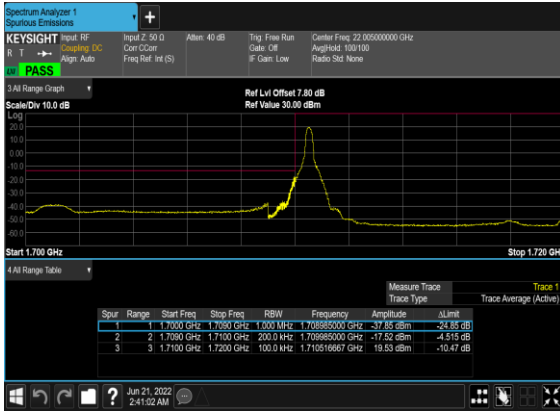 Spectrum Analyzer 1
Spurious Emissions
+
KEYSIGHT Input: RF Input Z: 50 Ω Atten: 40 dB Trig: Free Run Center Freq: 22.005000000 GHz
R T Coupling: DC Corr CCorr Gate: Off Avg|Hold: 100/100
Align: Auto Freq Ref: Int (S) IF Gain: Low Radio Std: None
PASS
3 All Range Graph
Ref Lvl Offset 7.80 dB
Scale/Div 10.0 dB Ref Value 30.00 dBm
Log
20.0
10.0
0.00
-10.0
-20.0
-30.0
-40.0
-50.0
-60.0
Start 1.700 GHz Stop 1.720 GH
4 All Range Table
Measure Trace Trace 1
Trace Type Trace Average (Active)
Spur Range Start Freq Stop Freq RBW Frequency Amplitude ΔLimit
1 1 1.7000 GHz 1.7090 GHz 1.000 MHz 1.708985000 GHz -37.85 dBm -24.85 dB
2 2 1.7090 GHz 1.7100 GHz 200.0 kHz 1.709985000 GHz -17.52 dBm -4.515 dB
3 3 1.7100 GHz 1.7200 GHz 100.0 kHz 1.710516667 GHz 19.53 dBm -10.47 dB
? Jun 21, 2022
2:41:02 AM